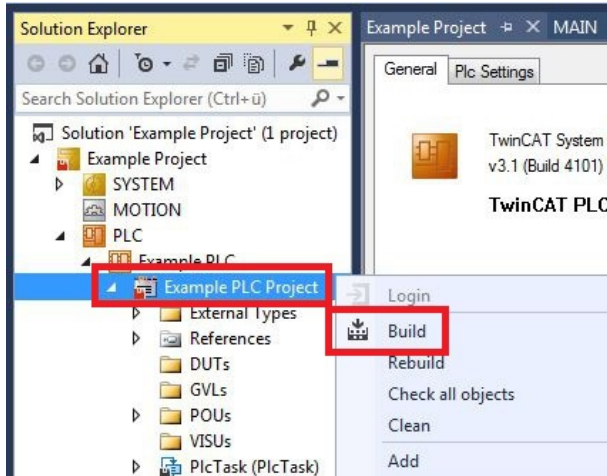 Solution Explorer
Search Solution Explorer (Ctrl+ü)
Solution 'Example Project' (1 project)
Example Project
SYSTEM
MOTION
PLC
Example PLC
Example PLC Project
External Types
References
DUTs
GVLs
POUs
VISUs
PlcTask (PlcTask)
Example Project
MAIN
General
Plc Settings
TwinCAT System
v3.1 (Build 4101)
TwinCAT PLC
Login
Build
Rebuild
Check all objects
Clean
Add